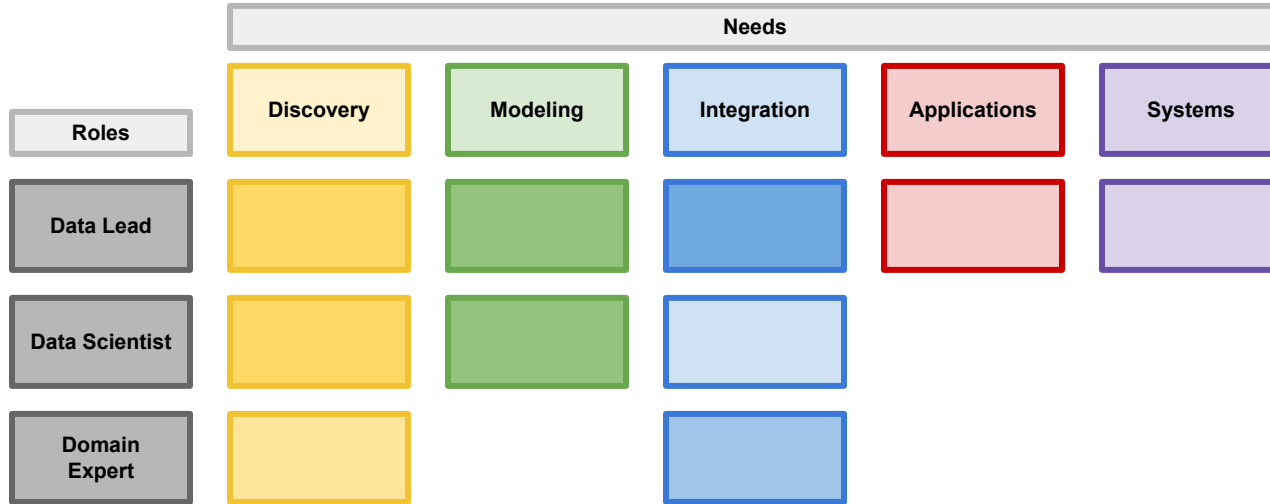 Needs
Discovery
Modeling
Integration
Applications
Systems
Roles
Data Lead
Data Scientist
Domain
Expert